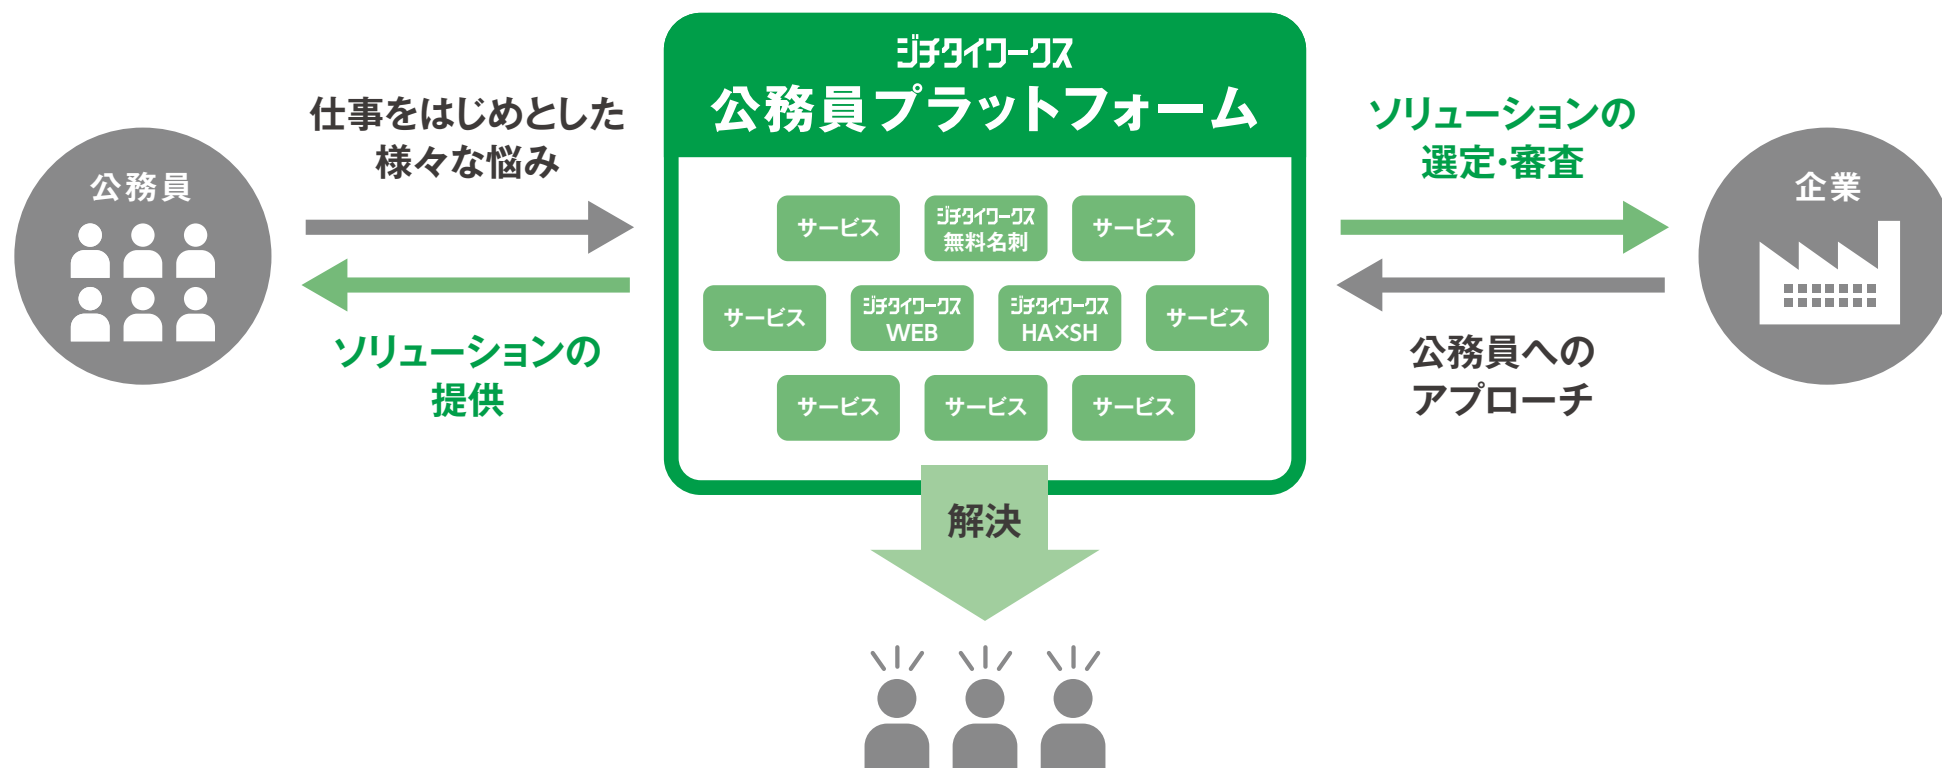 公務員
仕事をはじめとした
様々な悩み
ソリューションの
提供
ジチタイワークス
公務員プラットフォーム
サービス
ジチタイワークス
無料名刺
サービス
サービス
ジチタイワークス
WEB
ジチタイワークス
HA×SH
サービス
サービス
サービス
サービス
解決
ソリューションの
選定・審査
公務員への
アプローチ
企業